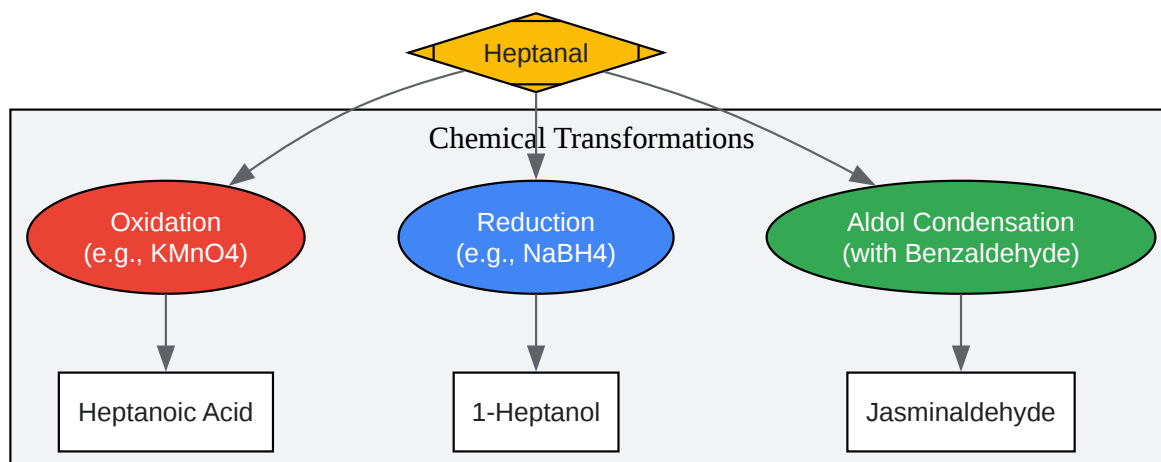 Heptanal
Chemical Transformations
Oxidation
(e.g., KMnO4)
Reduction
(e.g., NaBH4)
Aldol Condensation
(with Benzaldehyde)
Heptanoic Acid
1-Heptanol
Jasminaldehyde